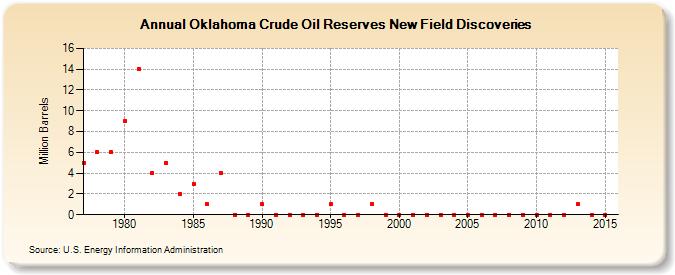 Annual Oklahoma Crude Oil Reserves New Field Discoveries
Million Barrels
16
14
12
10
8
6
4
2
0
1980 1985 1990 1995 2000 2005 2010 2015
Source: U.S. Energy Information Administration